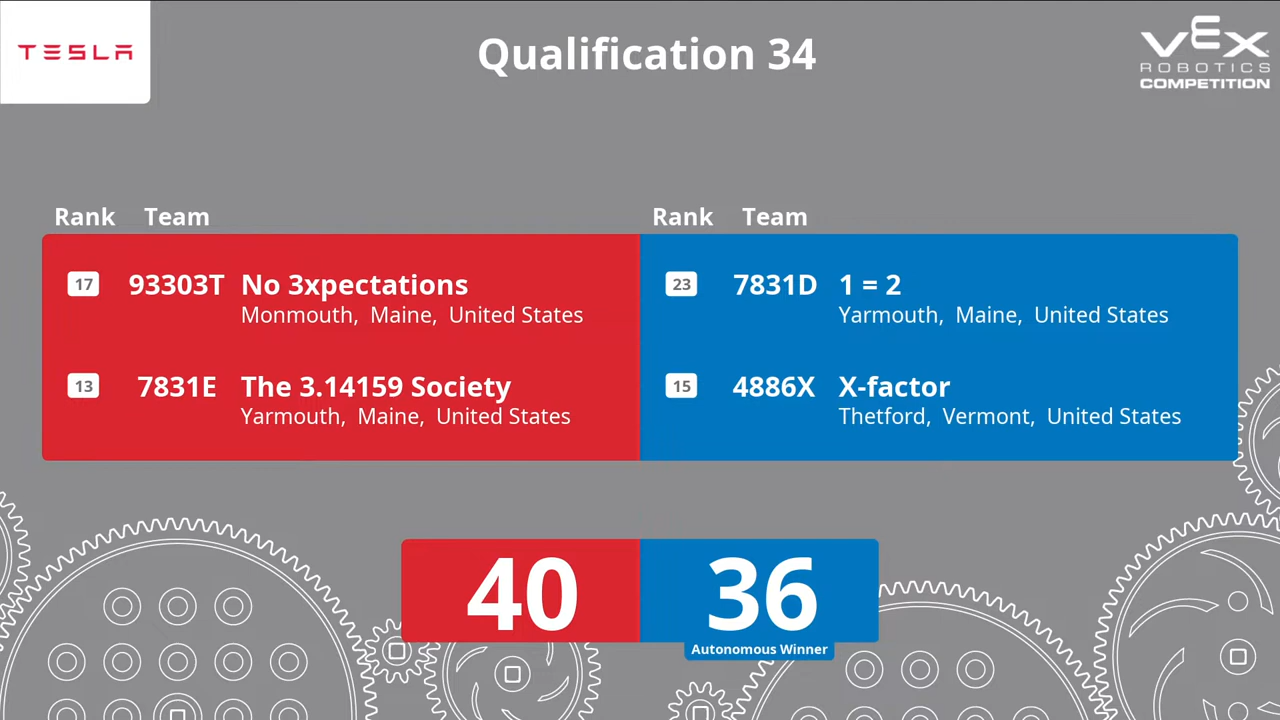 TESLA
Qualification 34
VEX
ROBOTICS
COMPETITION
Rank Team
17 93303T No 3xpectations
Monmouth, Maine, United States
13 7831E The 3.14159 Society
Yarmouth, Maine, United States
Rank Team
23 7831D 1 = 2
Yarmouth, Maine, United States
15 4886X X-factor
Thetford, Vermont, United States
40 36
Autonomous Winner